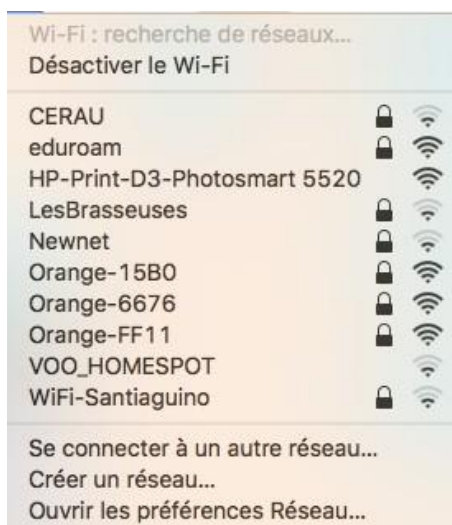 Wi-Fi : recherche de réseaux...
Désactiver le Wi-Fi
CERAU
eduroam
HP-Print-D3-Photosmart 5520
LesBrasseuses
Newnet
Orange-15B0
Orange-6676
Orange-FF11
VOO_HOMESPOT
WiFi-Santiaguino
Se connecter à un autre réseau...
Créer un réseau...
Ouvrir les préférences Réseau...